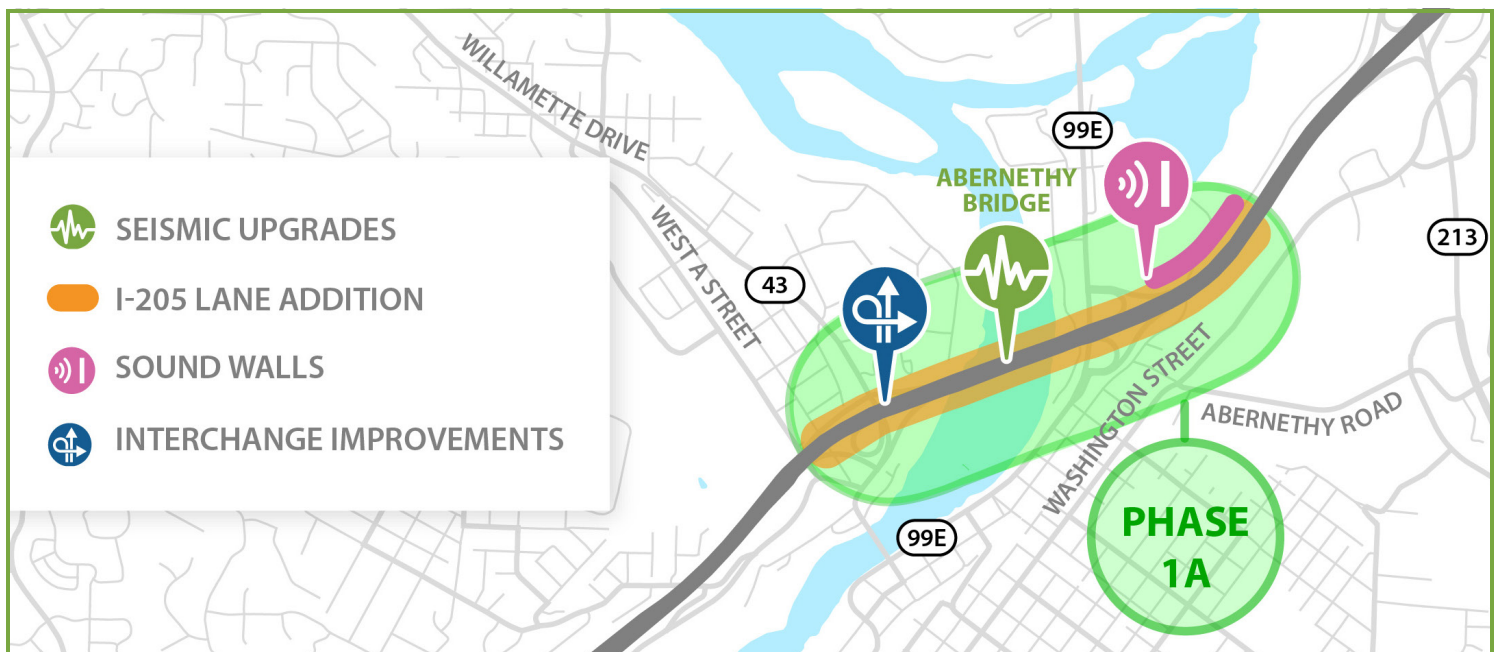 WILLAMETTE DRIVE
99E
ABERNETHY
BRIDGE
SEISMIC UPGRADES
WEST A STREET
213
43
I-205 LANE ADDITION
SOUND WALLS
WASHINGTON STREET
ABERNETHY ROAD
INTERCHANGE IMPROVEMENTS
99E
PHASE
1A